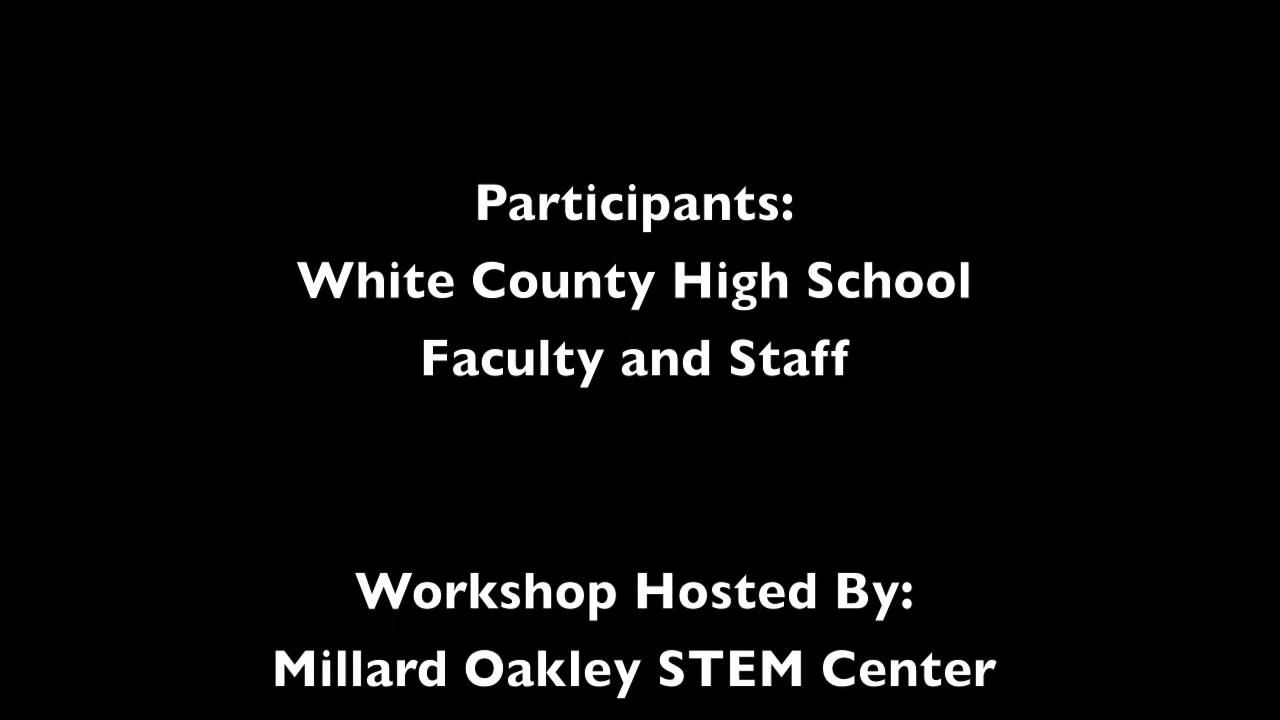 Participants:
White County High School
Faculty and Staff
Workshop Hosted By:
Millard Oakley STEM Center